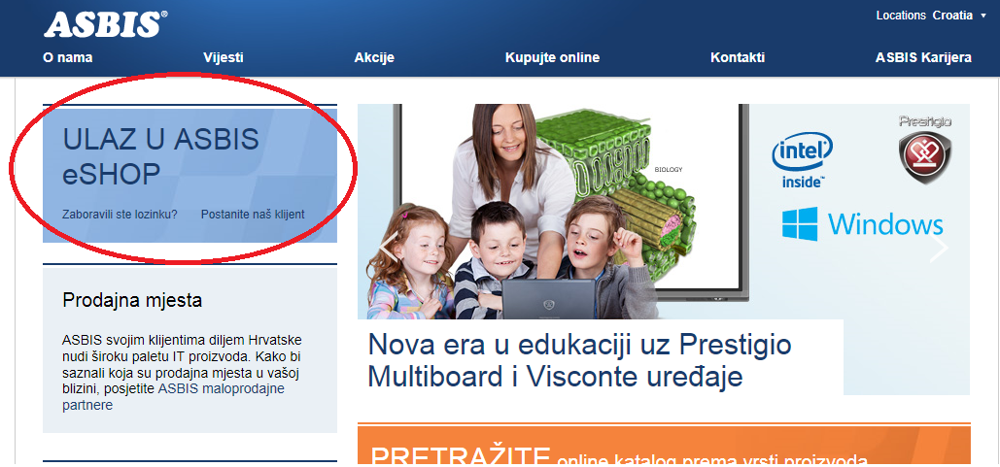 ASBIS®
Locations Croatia
O nama Vijesti Akcije Kupujte online Kontakti ASBIS Karijera
ULAZ U ASBIS
eSHOP
Zaboravili ste lozinku? Postanite naš klijent
Prodajna mjesta
ASBIS svojim klijentima diljem Hrvatske
nudi široku paletu IT proizvoda. Kako bi
saznali koja su prodajna mjesta u vašoj
blizini, posjetite ASBIS maloprodajne
partnere
BIOLOGY
intel
inside™
Prestigio
Windows
Nova era u edukaciji uz Prestigio
Multiboard i Visconte uređaje
PRETRAŽITE online katalog prema vrsti proizvoda